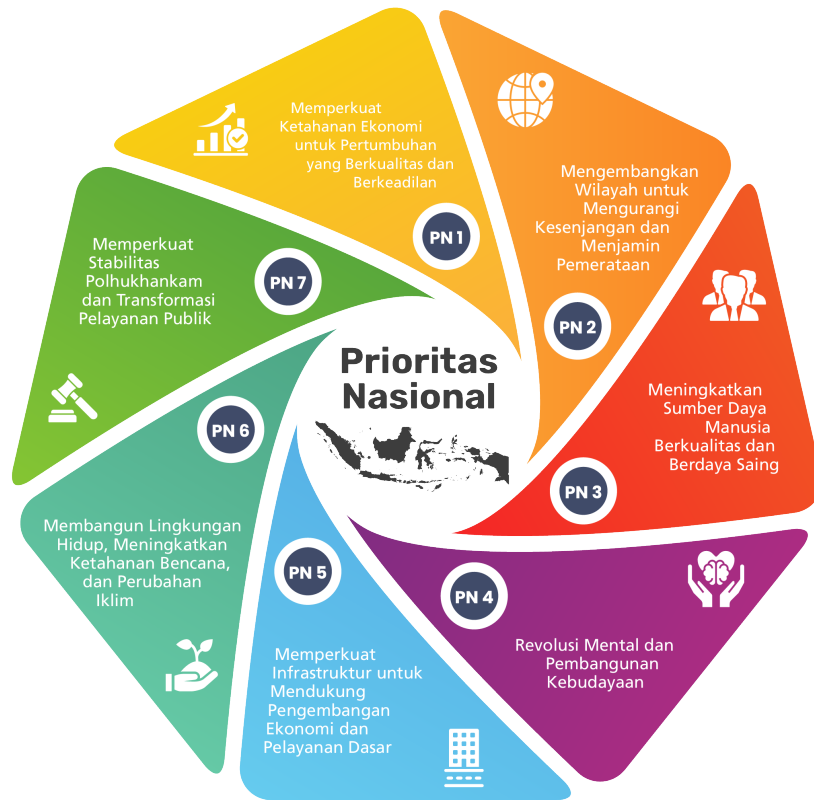 Prioritas
Nasional
Memperkuat
Ketahanan Ekonomi
untuk Pertumbuhan
yang Berkualitas dan
Berkeadilan
PN 1
Mengembangkan
Wilayah untuk
Mengurangi
Kesenjangan dan
Menjamin
Pemerataan
PN 2
Meningkatkan
Sumber Daya
Manusia
Berkualitas dan
Berdaya Saing
PN 3
PN 4
Revolusi Mental dan
Pembangunan
Kebudayaan
PN 5
Memperkuat
Infrastruktur untuk
Mendukung
Pengembangan
Ekonomi dan
Pelayanan Dasar
PN 6
Membangun Lingkungan
Hidup, Meningkatkan
Ketahanan Bencana,
dan Perubahan
Iklim
Memperkuat
Stabilitas
Polhukhankam
dan Transformasi
Pelayanan Publik
PN 7